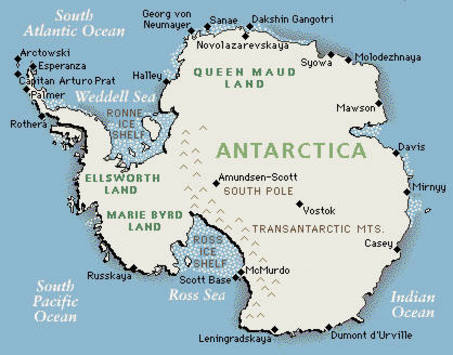 South
Atlantic Ocean
Georg von
Neumayer
Sanae
Dakshin Gangotri
Novolazarevskaya
Arctowski
Esperanza
Capitan Arturo Prat
Palmer
Halley
Syowa
Molodezhnaya
QUEEN MAUD
LAND
Weddell Sea
RONNE
ICE
SHELF
Mawson
Rothera
ANTARCTICA
Davis
ELLSWORTH
LAND
Amundsen-Scott
SOUTH POLE
Mirnyy
MARIE BYRD
LAND
Vostok
TRANSANTARCTIC MTS.
ROSS
ICE
SHELF
Casey
Russkaya
McMurdo
Scott Base
South
Pacific
Ocean
Ross Sea
Indian
Ocean
Leningradskaya
Dumont d'Urville